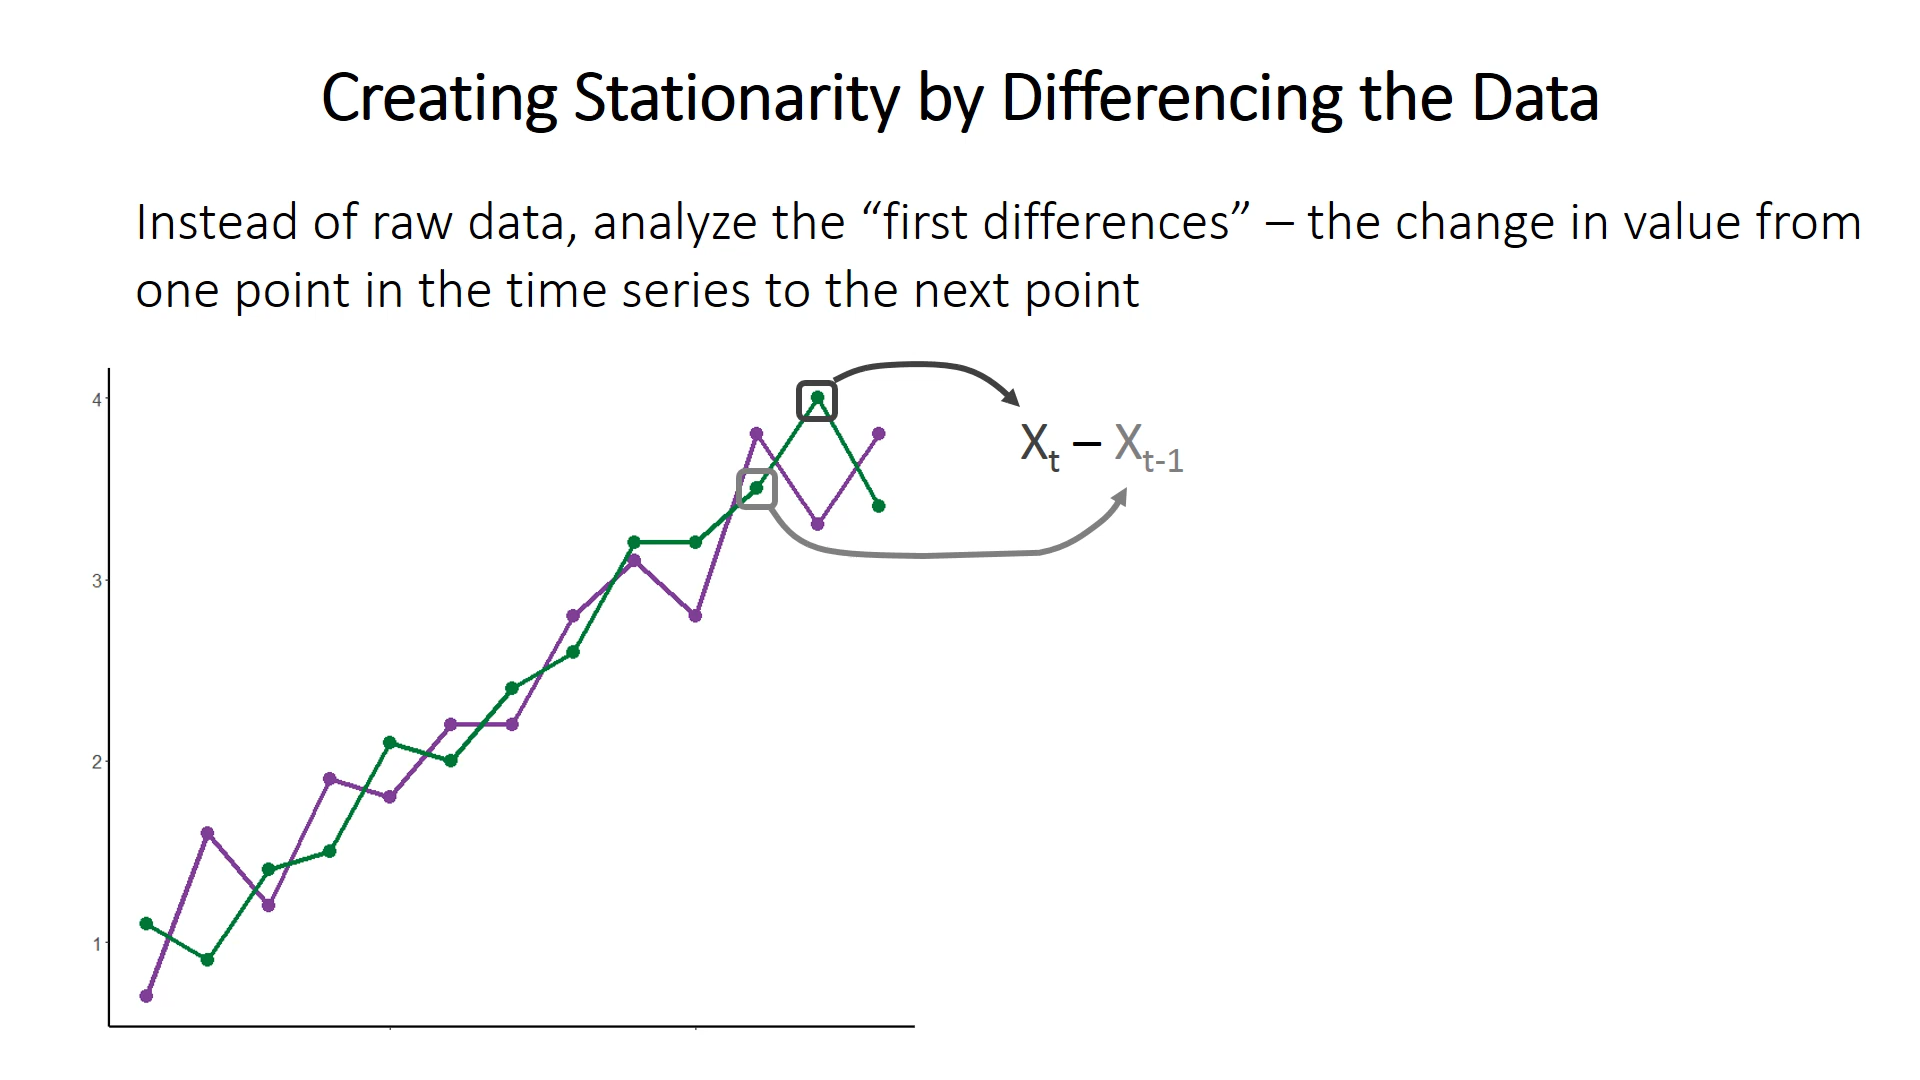 Creating Stationarity by Differencing the Data
Instead of raw data, analyze the “first differences” – the change in value from
one point in the time series to the next point
4
3
2
1
Xt – Xt-1